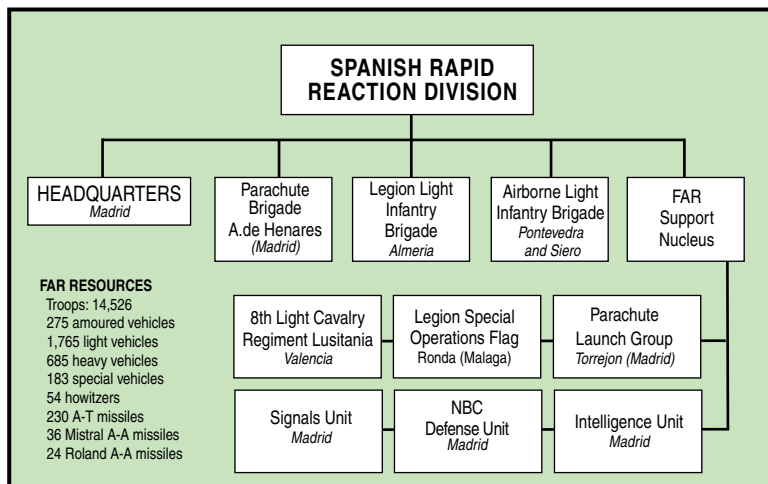 SPANISH RAPID
REACTION DIVISION
HEADQUARTERS
Madrid
Parachute
Brigade
A.de Henares
(Madrid)
Legion Light
Infantry
Brigade
Almeria
Airborne Light
Infantry Brigade
Pontevedra
and Siero
FAR
Support
Nucleus
FAR RESOURCES
Troops: 14,526
275 amoured vehicles
1,765 light vehicles
685 heavy vehicles
183 special vehicles
54 howitzers
230 A-T missiles
36 Mistral A-A missiles
24 Roland A-A missiles
8th Light Cavalry
Regiment Lusitania
Valencia
Legion Special
Operations Flag
Ronda (Malaga)
Parachute
Launch Group
Torrejon (Madrid)
Signals Unit
Madrid
NBC
Defense Unit
Madrid
Intelligence Unit
Madrid